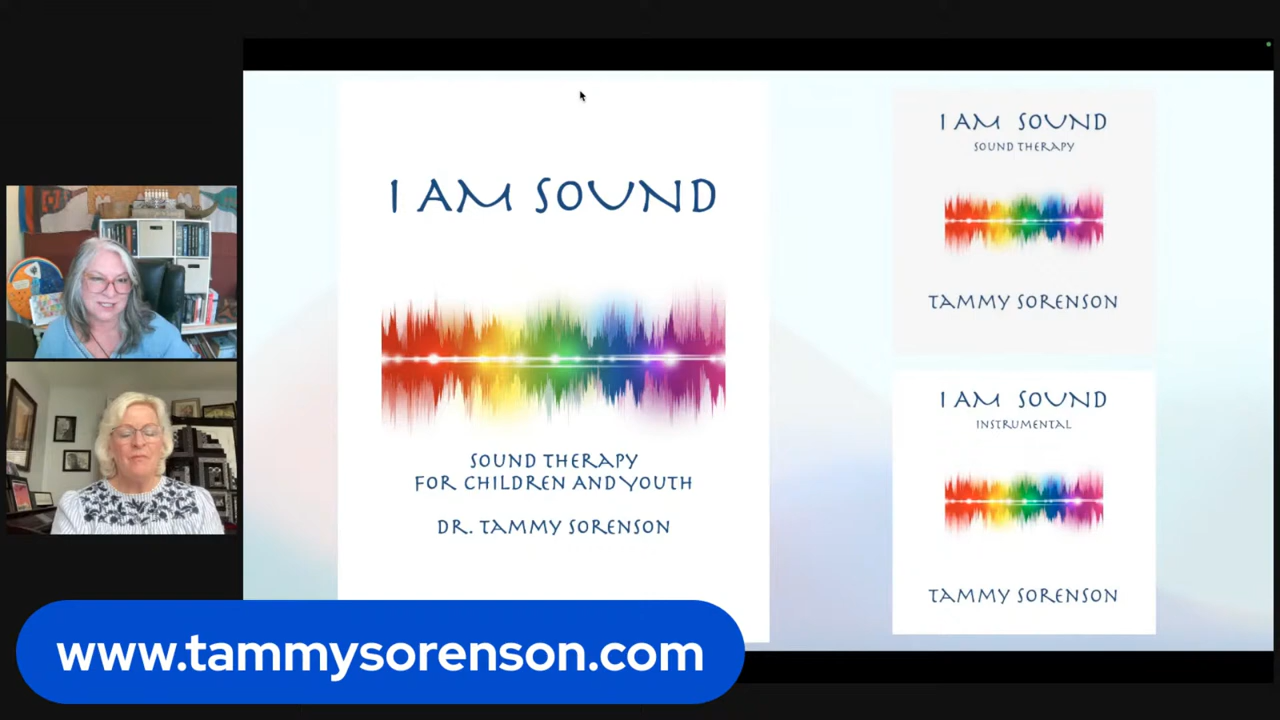 I AM SOUND
SOUND THERAPY
FOR CHILDREN AND YOUTH
DR. TAMMY SORENSON
I AM SOUND
SOUND THERAPY
TAMMY SORENSON
I AM SOUND
INSTRUMENTAL
TAMMY SORENSON
www.tammysorenson.com